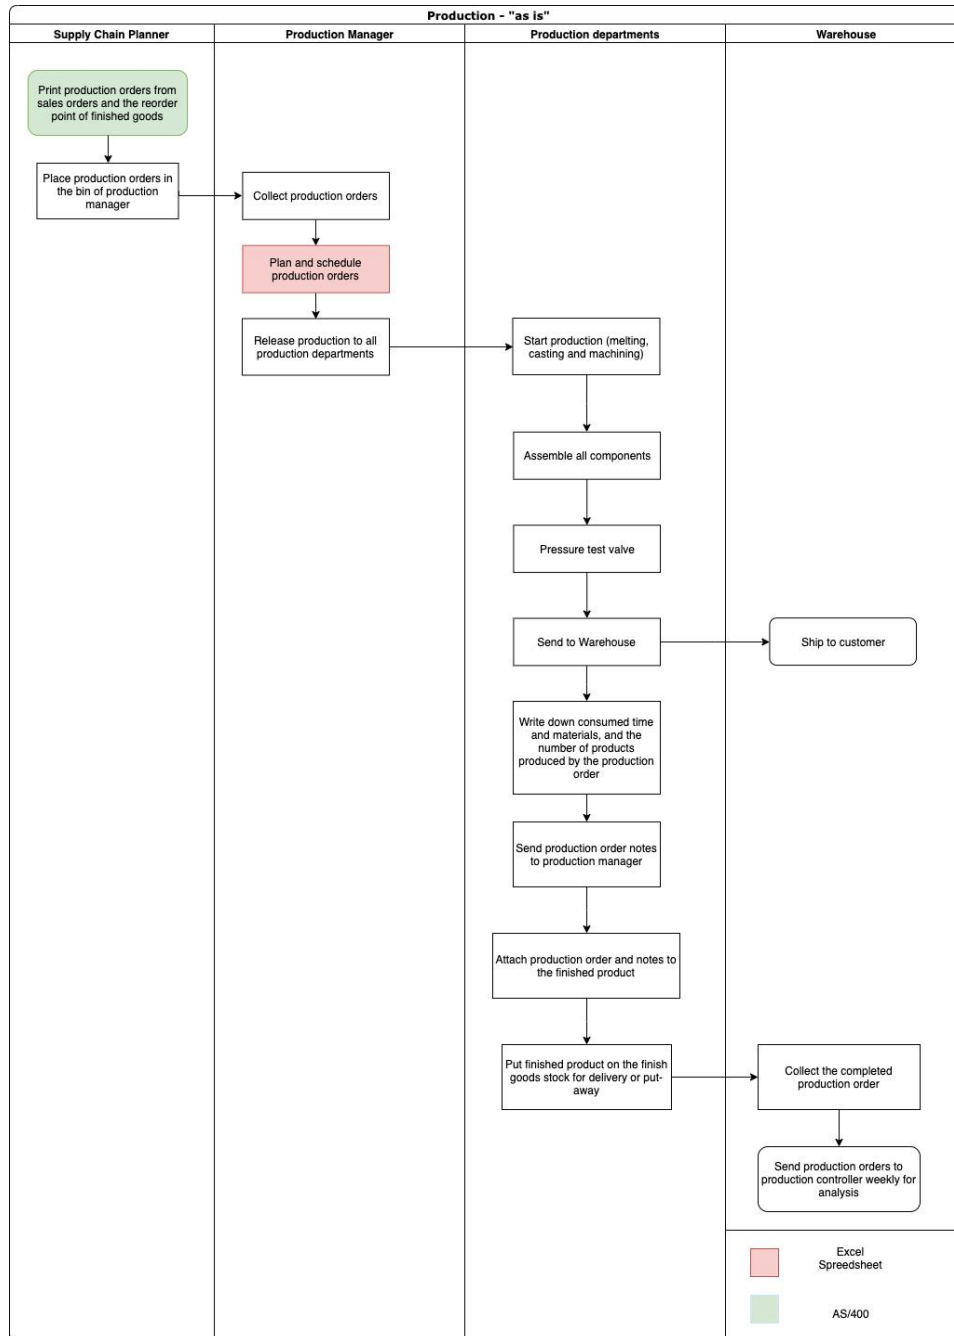 Production - "as is"
Supply Chain Planner
Production Manager
Production departments
Warehouse
Print production orders from
sales orders and the reorder
point of finished goods
Place production orders in
the bin of production
manager
Collect production orders
Plan and schedule
production orders
Release production to all
production departments
Start production (melting,
casting and machining)
Assemble all components
Pressure test valve
Send to Warehouse
Ship to customer
Write down consumed time
and materials, and the
number of products
produced by the production
order
Send production order notes
to production manager
Attach production order and notes to
the finished product
Put finished product on the finish
goods stock for delivery or put-
away
Collect the completed
production order
Send production orders to
production controller weekly for
analysis
Excel
Spreedsheet
AS/400